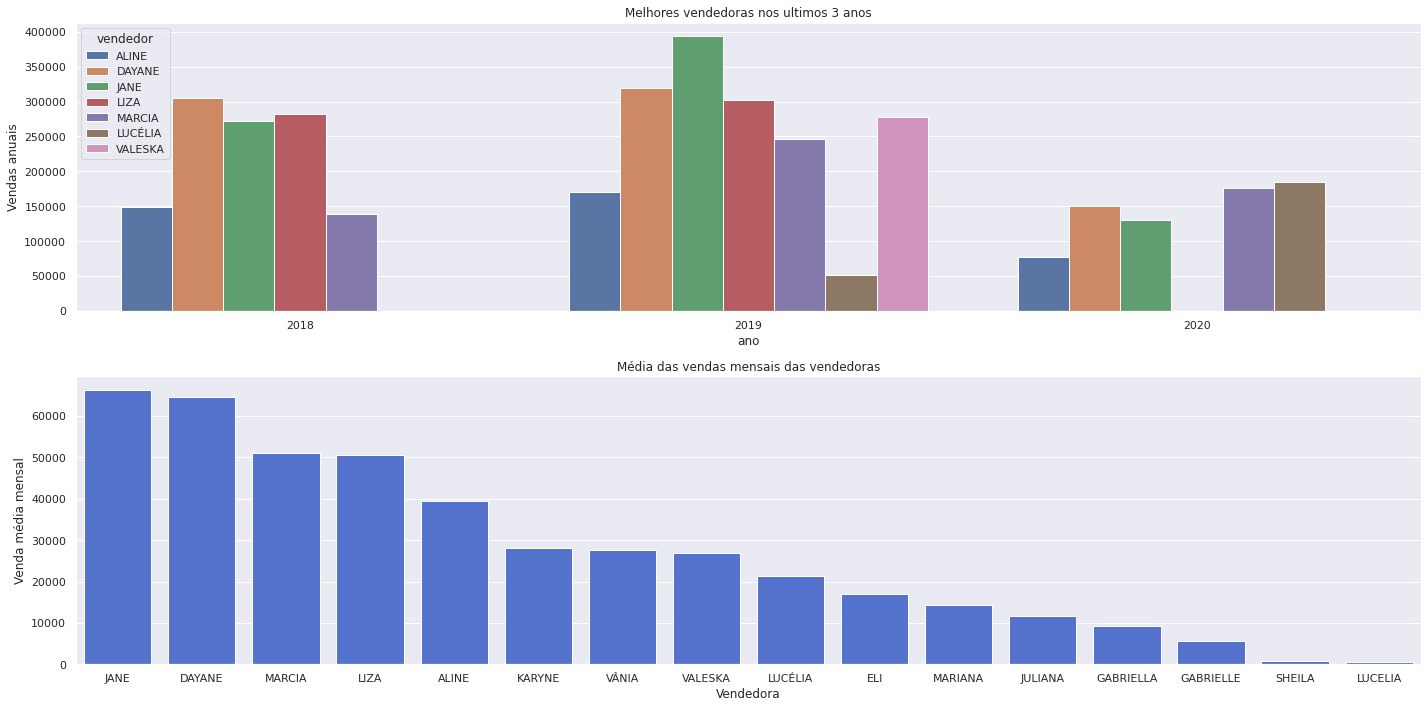 Melhores vendedoras nos ultimos 3 anos
vendedor
ALINE
DAYANE
JANE
LIZA
MARCIA
LUCÉLIA
VALESKA
Vendas anuais
400000
350000
300000
250000
200000
150000
100000
50000
0
2018 2019 2020
ano
Média das vendas mensais das vendedoras
Venda média mensal
60000
50000
40000
30000
20000
10000
0
JANE DAYANE MARCIA LIZA ALINE KARYNE VÂNIA VALESKA LUCÉLIA ELI MARIANA JULIANA GABRIELLA GABRIELLE SHEILA LUCELIA
Vendedora